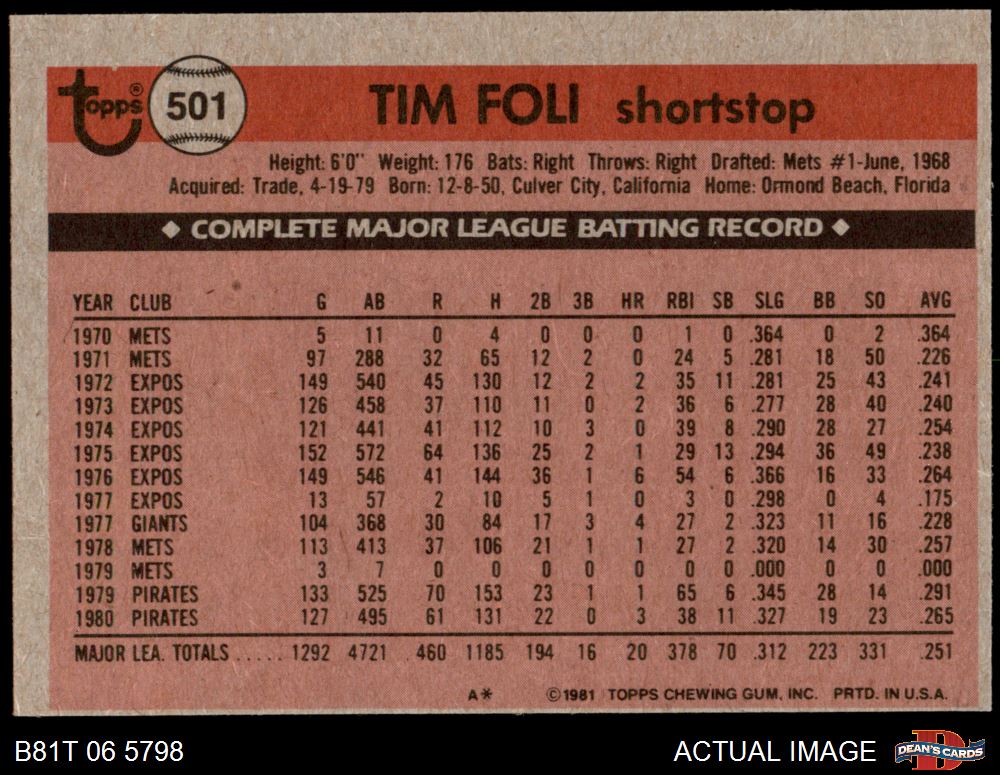 Topps® 501 TIM FOLI shortstop
Height: 6'0" Weight: 176 Bats: Right Throws: Right Drafted: Mets #1-June, 1968
Acquired: Trade, 4-19-79 Born: 12-8-50, Culver City, California Home: Ormond Beach, Florida
◆ COMPLETE MAJOR LEAGUE BATTING RECORD ◆
YEAR CLUB G AB R H 2B 3B HR RBI SB SLG BB SO AVG
1970 METS 5 11 0 4 0 0 0 1 0 .364 0 2 .364
1971 METS 97 288 32 65 12 2 0 24 5 .281 18 50 .226
1972 EXPOS 149 540 45 130 12 2 2 35 11 .281 25 43 .241
1973 EXPOS 126 458 37 110 11 0 2 36 6 .277 28 40 .240
1974 EXPOS 121 441 41 112 10 3 0 39 8 .290 28 27 .254
1975 EXPOS 152 572 64 136 25 2 1 29 13 .294 36 49 .238
1976 EXPOS 149 546 41 144 36 1 6 54 6 .366 16 33 .264
1977 EXPOS 13 57 2 10 5 1 0 3 0 .298 0 4 .175
1977 GIANTS 104 368 30 84 17 3 4 27 2 .323 11 16 .228
1978 METS 113 413 37 106 21 1 1 27 2 .320 14 30 .257
1979 METS 3 7 0 0 0 0 0 0 0 .000 0 0 .000
1979 PIRATES 133 525 70 153 23 1 1 65 6 .345 28 14 .291
1980 PIRATES 127 495 61 131 22 0 3 38 11 .327 19 23 .265
MAJOR LEA. TOTALS ..... 1292 4721 460 1185 194 16 20 378 70 .312 223 331 .251
A* ©1981 TOPPS CHEWING GUM, INC. PRTD. IN U.S.A.
B81T 06 5798 ACTUAL IMAGE DEAN'S CARDS